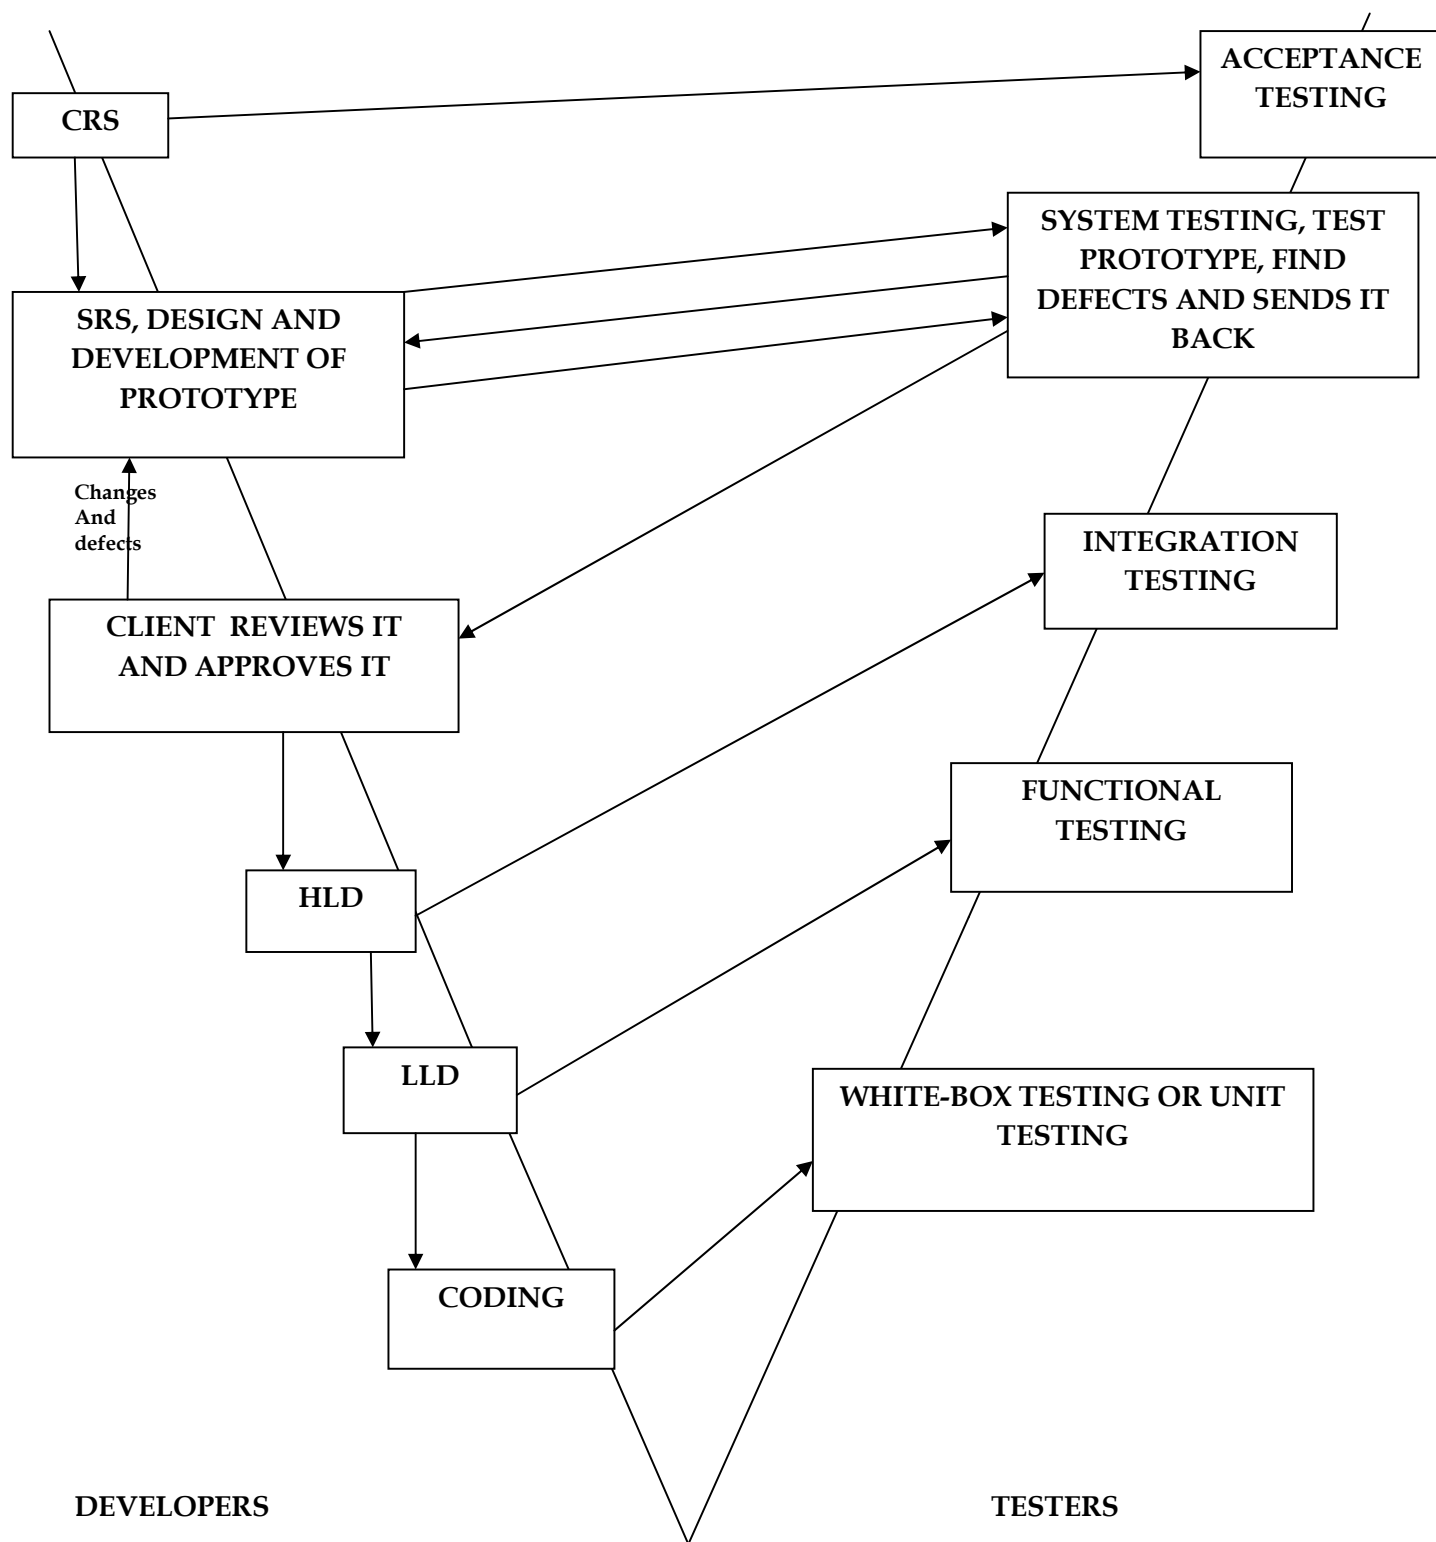 ACCEPTANCE
TESTING
CRS
SYSTEM TESTING, TEST
PROTOTYPE, FIND
DEFECTS AND SENDS IT
BACK
SRS, DESIGN AND
DEVELOPMENT OF
PROTOTYPE
Changes
And
defects
INTEGRATION
TESTING
CLIENT  REVIEWS IT
AND APPROVES IT
FUNCTIONAL
TESTING
HLD
LLD
WHITE-BOX TESTING OR UNIT
TESTING
CODING
DEVELOPERS
TESTERS